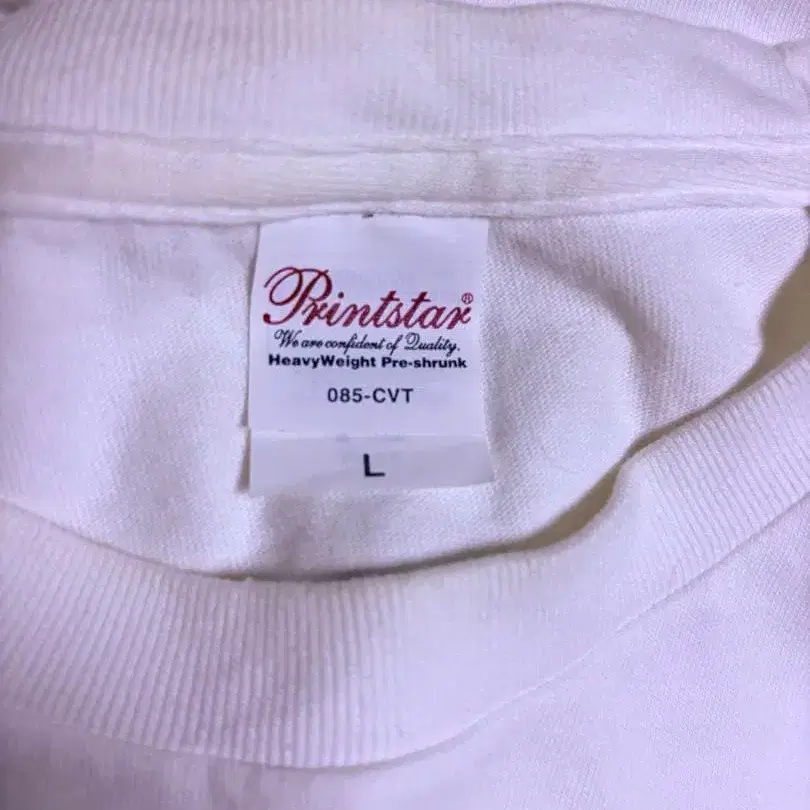 Printstar®
We are confident of Quality.
HeavyWeight Pre-shrunk
085-CVT
L